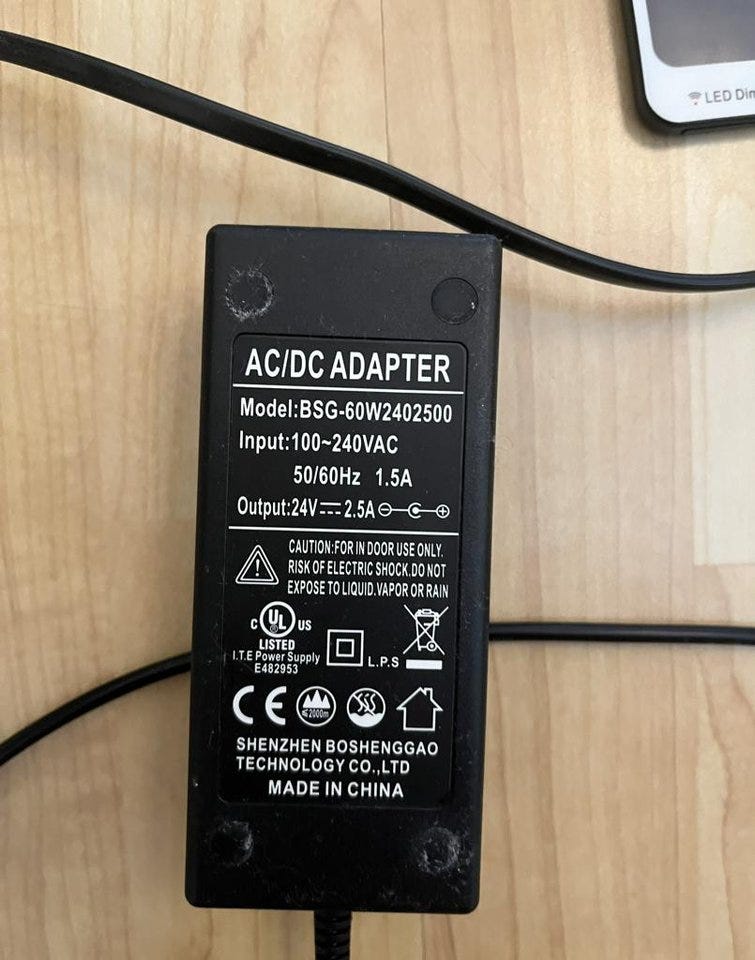 LED Dim
AC/DC ADAPTER
Model:BSG-60W2402500
Input:100~240VAC
50/60Hz 1.5A
Output:24V⎓2.5A
CAUTION:FOR IN DOOR USE ONLY.
RISK OF ELECTRIC SHOCK.DO NOT
EXPOSE TO LIQUID.VAPOR OR RAIN
C UL US
LISTED
I.T.E Power Supply
E482953
L.P.S
CE
≤2000m
SHENZHEN BOSHENGGAO
TECHNOLOGY CO.,LTD
MADE IN CHINA